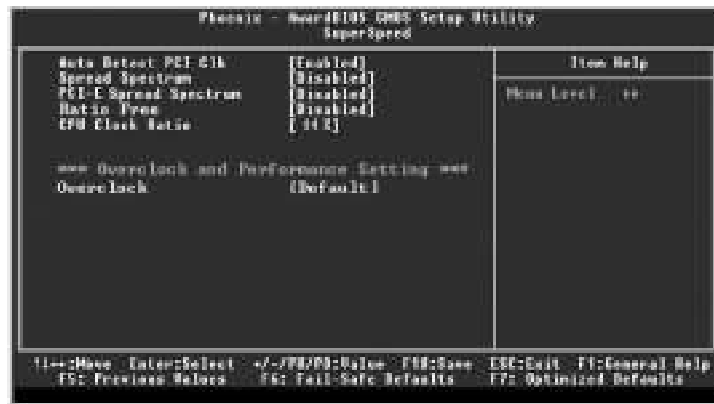 Phoenix - AwardBIOS CMOS Setup Utility
SuperSpeed
Auto Detect PCI Clk [Enabled]
Spread Spectrum [Disabled]
PCI-E Spread Spectrum [Disabled]
Ratio Free [Disabled]
CPU Clock Ratio
*** Overclock and Performance Setting ***
Overclock [Default]
Item Help
Menu Level
:Move Enter:Select +/-/PU/PD:Value F10:Save ESC:Exit F1:General Help
F5: Previous Values F6: Fail-Safe Defaults F7: Optimized Defaults